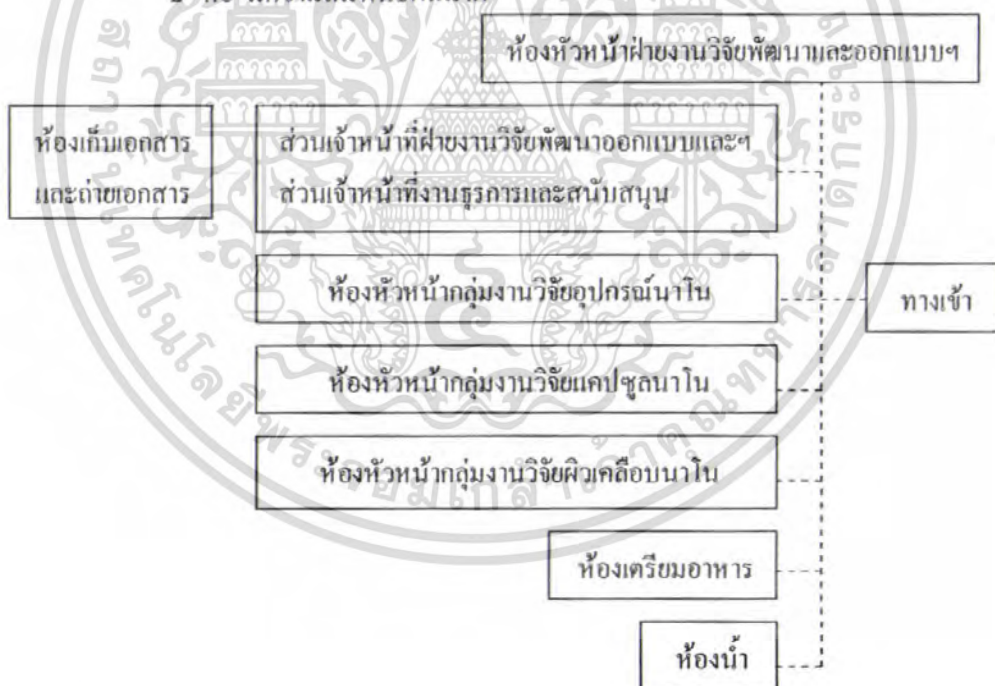 ห้องหัวหน้าฝ่ายงานวิจัยพัฒนาและออกแบบฯ
ห้องเก็บเอกสาร
และถ่ายเอกสาร
ส่วนเจ้าหน้าที่ฝ่ายงานวิจัยพัฒนาออกแบบและฯ
ส่วนเจ้าหน้าที่งานธุรการและสนับสนุน
ห้องหัวหน้ากลุ่มงานวิจัยอุปกรณ์นาโน
ทางเข้า
ห้องหัวหน้ากลุ่มงานวิจัยแคปซูลนาโน
ห้องหัวหน้ากลุ่มงานวิจัยผิวเคลือบนาโน
ห้องเตรียมอาหาร
ห้องน้ำ